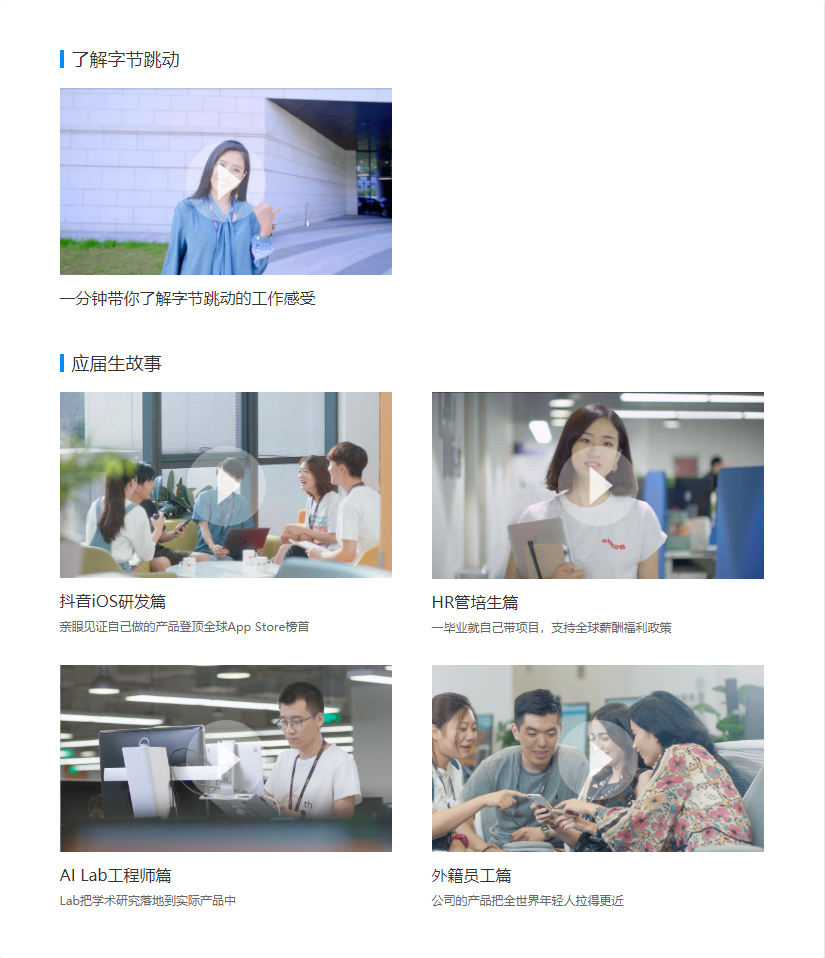 了解字节跳动
一分钟带你了解字节跳动的工作感受
应届生故事
抖音iOS研发篇
亲眼见证自己做的产品登顶全球App Store榜首
HR管培生篇
一毕业就自己带项目，支持全球薪酬福利政策
AI Lab工程师篇
Lab把学术研究落地到实际产品中
外籍员工篇
公司的产品把全世界年轻人拉得更近